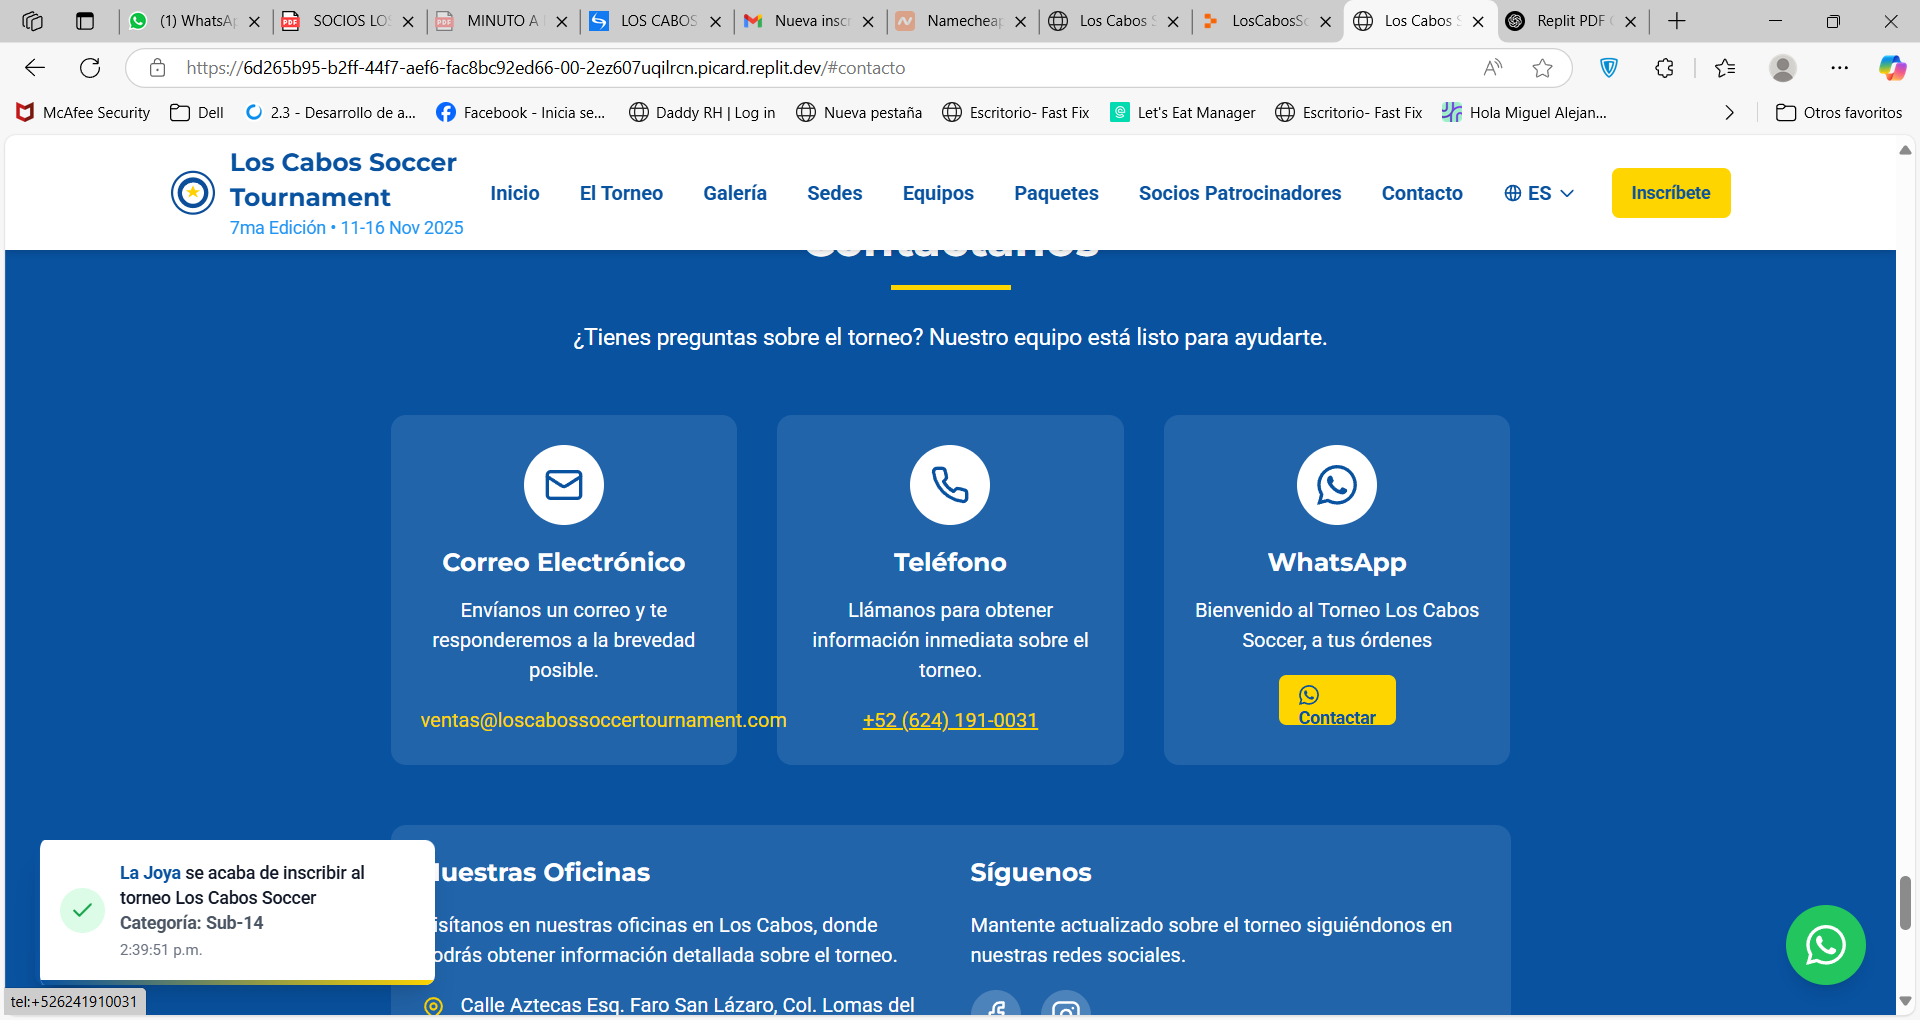 (1) WhatsA
SOCIOS LO
MINUTO A
LOS CABOS
Nueva inscr
Namecheap
Los Cabos S
LosCabosSo
Los Cabos S
Replit PDF
https://6d265b95-b2ff-44f7-aef6-fac8bc92ed66-00-2ez607uqilrcn.picard.replit.dev/#contacto
McAfee Security
Dell
2.3 - Desarrollo de a...
Facebook - Inicia se...
Daddy RH | Log in
Nueva pestaña
Escritorio- Fast Fix
Let's Eat Manager
Escritorio- Fast Fix
Hola Miguel Alejan...
Otros favoritos
Los Cabos Soccer
Tournament
7ma Edición • 11-16 Nov 2025
Inicio
El Torneo
Galería
Sedes
Equipos
Paquetes
Socios Patrocinadores
Contacto
ES
Inscríbete
¿Tienes preguntas sobre el torneo? Nuestro equipo está listo para ayudarte.
Correo Electrónico
Envíanos un correo y te
responderemos a la brevedad
posible.
ventas@loscabossoccertournament.com
Teléfono
Llámanos para obtener
información inmediata sobre el
torneo.
+52 (624) 191-0031
WhatsApp
Bienvenido al Torneo Los Cabos
Soccer, a tus órdenes
Contactar
La Joya se acaba de inscribir al
torneo Los Cabos Soccer
Categoría: Sub-14
2:39:51 p.m.
uestras Oficinas
isítanos en nuestras oficinas en Los Cabos, donde
odrás obtener información detallada sobre el torneo.
Calle Aztecas Esq. Faro San Lázaro, Col. Lomas del
Síguenos
Mantente actualizado sobre el torneo siguiéndonos en
nuestras redes sociales.
tel:+526241910031